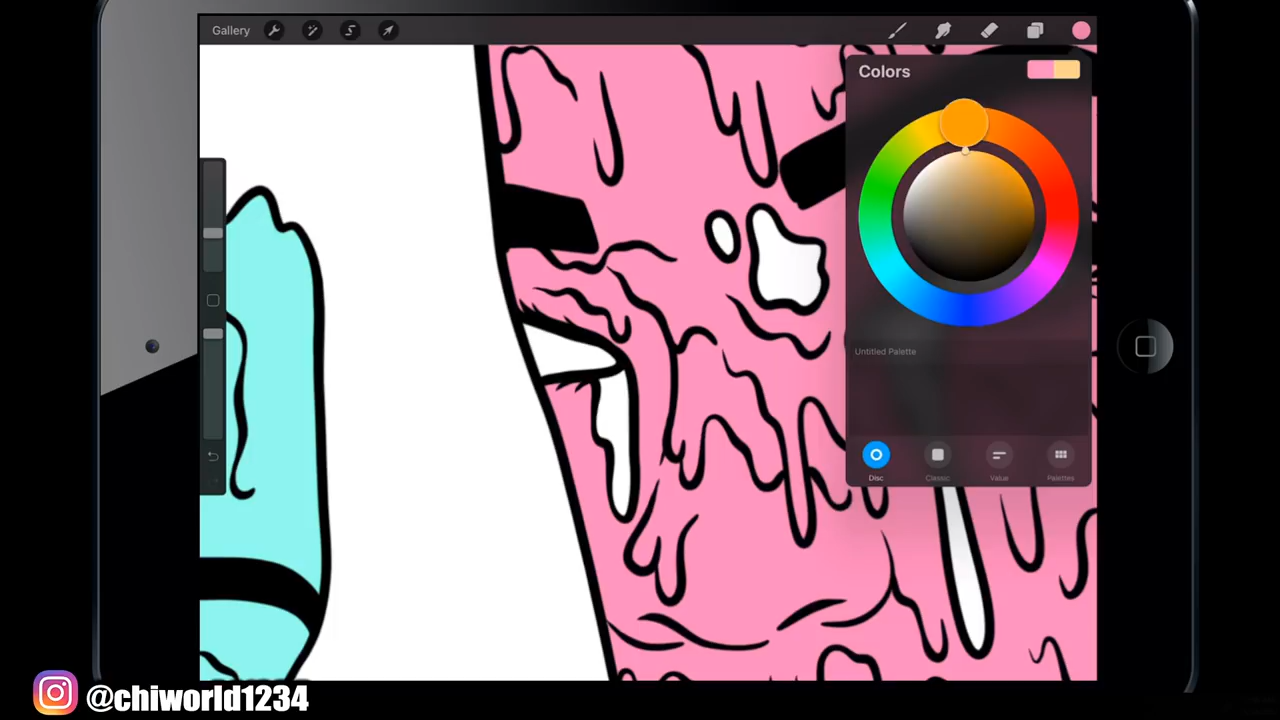 Gallery
Colors
Untitled Palette
Disc
Classic
Value
Palettes
@chiworld1234